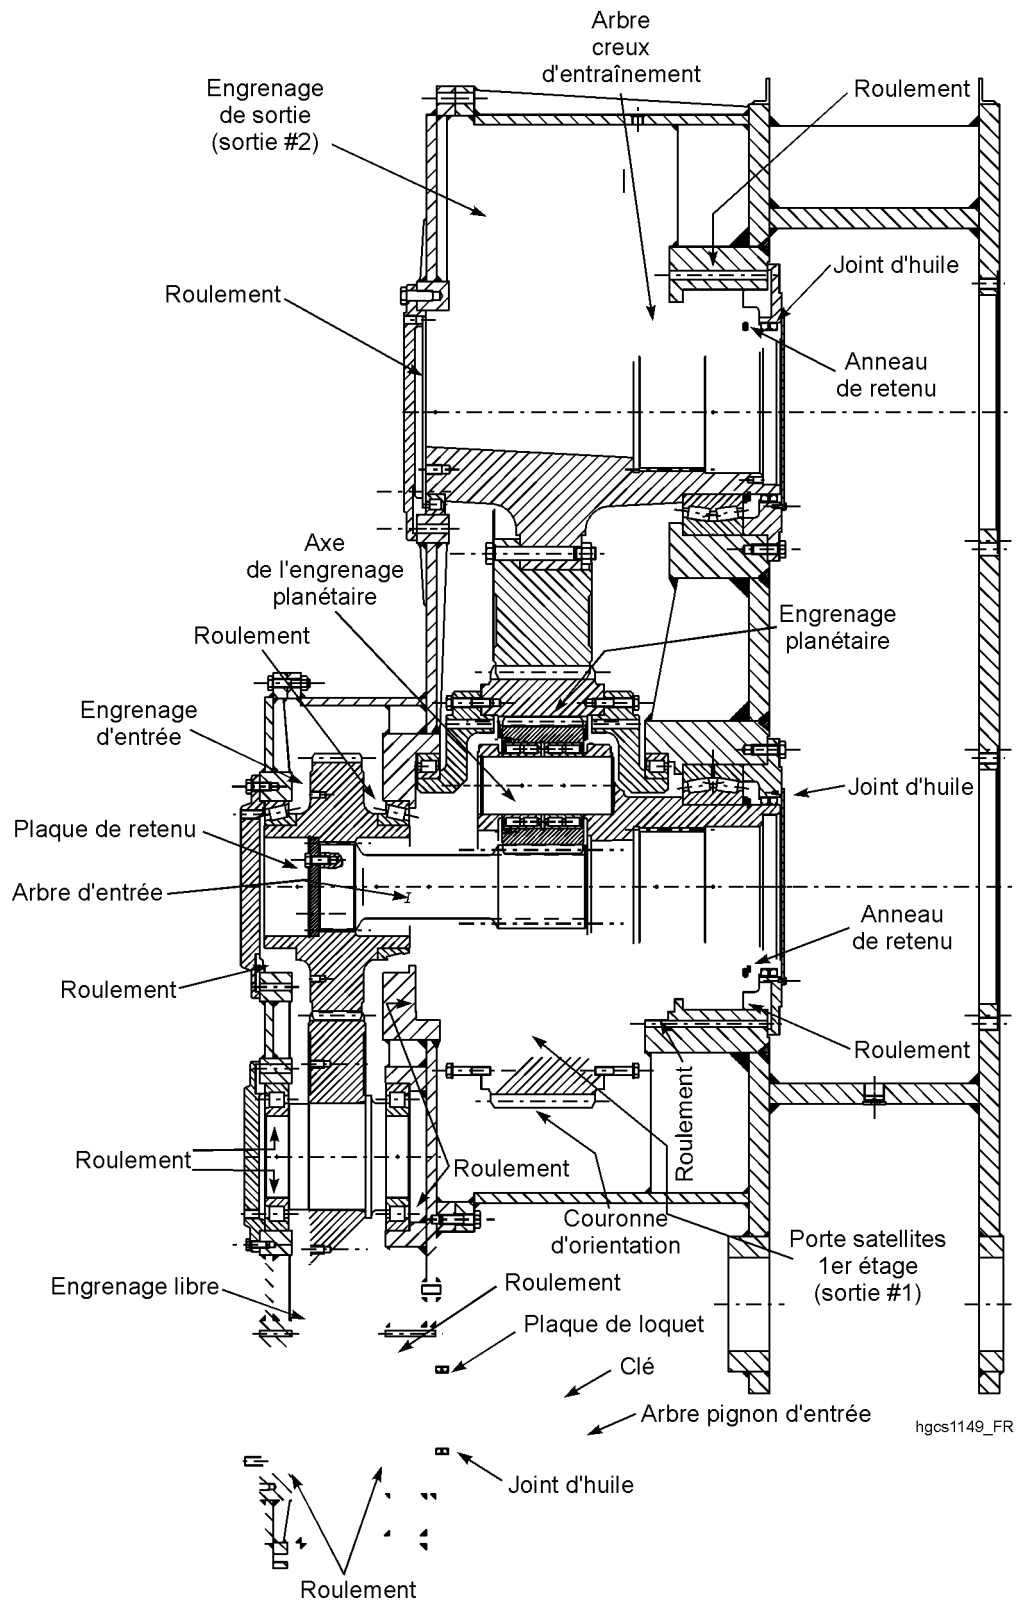 Arbre
creux
d'entraînement
Engrenage
de sortie
(sortie #2)
Roulement
Joint d'huile
Roulement
Anneau
de retenu
Axe
de l'engrenage
planétaire
Roulement
Engrenage
planétaire
Engrenage
d'entrée
Joint d'huile
Plaque de retenu
Arbre d'entrée
Anneau
de retenu
Roulement
Roulement
Roulement
Roulement
Roulement
Couronne
d'orientation
Porte satellites
1er étage
(sortie #1)
Engrenage libre
Roulement
Plaque de loquet
Clé
Arbre pignon d'entrée
hgcs1149_FR
Joint d'huile
Roulement